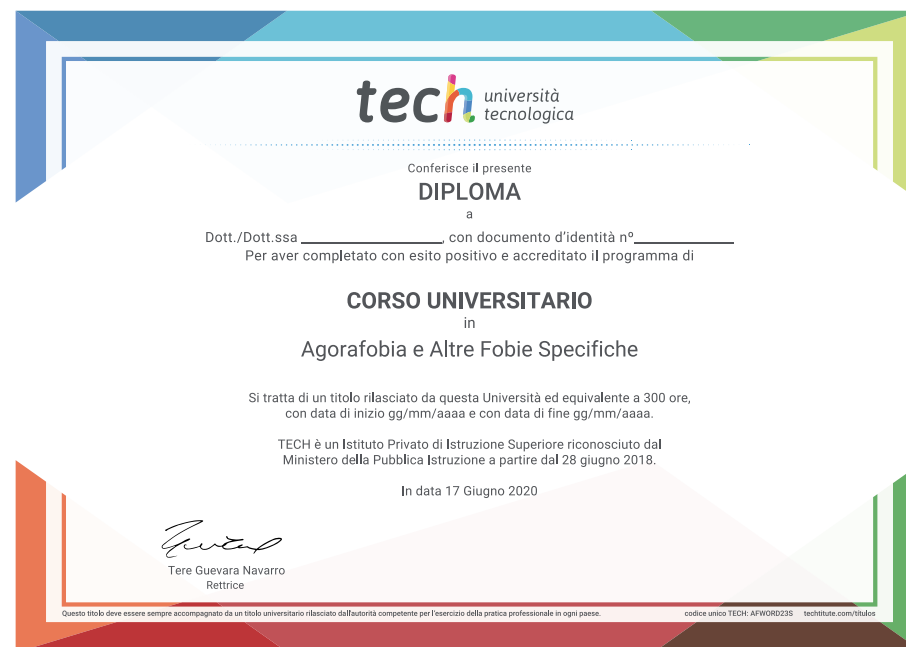 tech università
tecnologica
Conferisce il presente
DIPLOMA
a
Dott./Dott.ssa ____________________, con documento d'identità nº______________
Per aver completato con esito positivo e accreditato il programma di
CORSO UNIVERSITARIO
in
Agorafobia e Altre Fobie Specifiche
Si tratta di un titolo rilasciato da questa Università ed equivalente a 300 ore,
con data di inizio gg/mm/aaaa e con data di fine gg/mm/aaaa.
TECH è un Istituto Privato di Istruzione Superiore riconosciuto dal
Ministero della Pubblica Istruzione a partire dal 28 giugno 2018.
In data 17 Giugno 2020
Tere Guevara Navarro
Rettrice
Questo titolo deve essere sempre accompagnato da un titolo universitario rilasciato dall'autorità competente per l'esercizio della pratica professionale in ogni paese. codice unico TECH: AFWORD23S techtitute.com/titulos